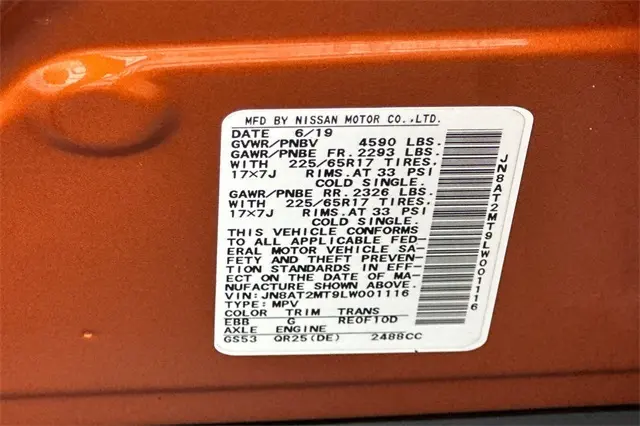 MFD BY NISSAN MOTOR CO.,LTD.
DATE 6/19
GVWR/PNBV 4590 LBS.
GAWR/PNBE FR. 2293 LBS.
WITH 225/65R17 TIRES.
17×7J RIMS.AT 33 PSI
COLD SINGLE.
GAWR/PNBE RR. 2326 LBS.
WITH 225/65R17 TIRES.
17×7J RIMS.AT 33 PSI
COLD SINGLE.
THIS VEHICLE CONFORMS
TO ALL APPLICABLE FED-
ERAL MOTOR VEHICLE SA-
FETY AND THEFT PREVEN-
TION STANDARDS IN EFF-
ECT ON THE DATE OF MA-
NUFACTURE SHOWN ABOVE.
VIN: JN8AT2MT9LW001116
TYPE: MPV
COLOR TRIM TRANS
EBB G RE0F10D
AXLE ENGINE
GS53 QR25(DE) 2488CC
JN8AT2MT9LW001116